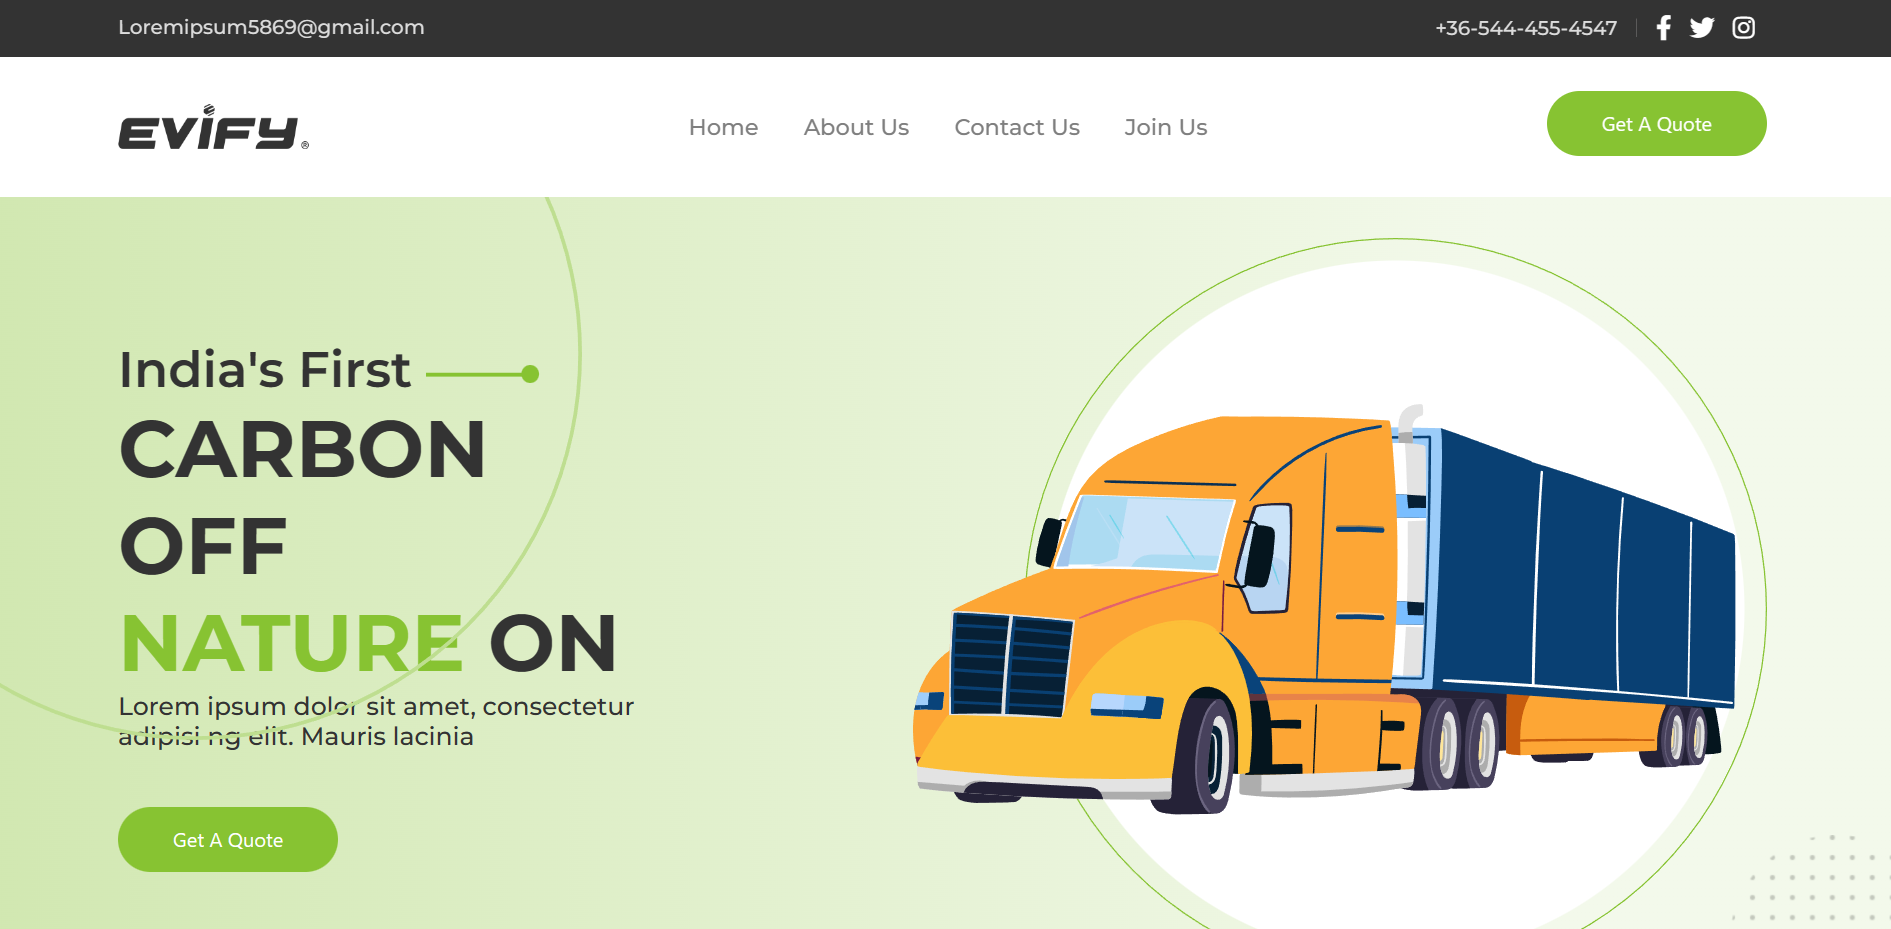 Loremipsum5869@gmail.com
+36-544-455-4547
EVIFY®
Home
About Us
Contact Us
Join Us
Get A Quote
India's First
CARBON
OFF
NATURE ON
Lorem ipsum dolor sit amet, consectetur
adipisi ng elit. Mauris lacinia
Get A Quote